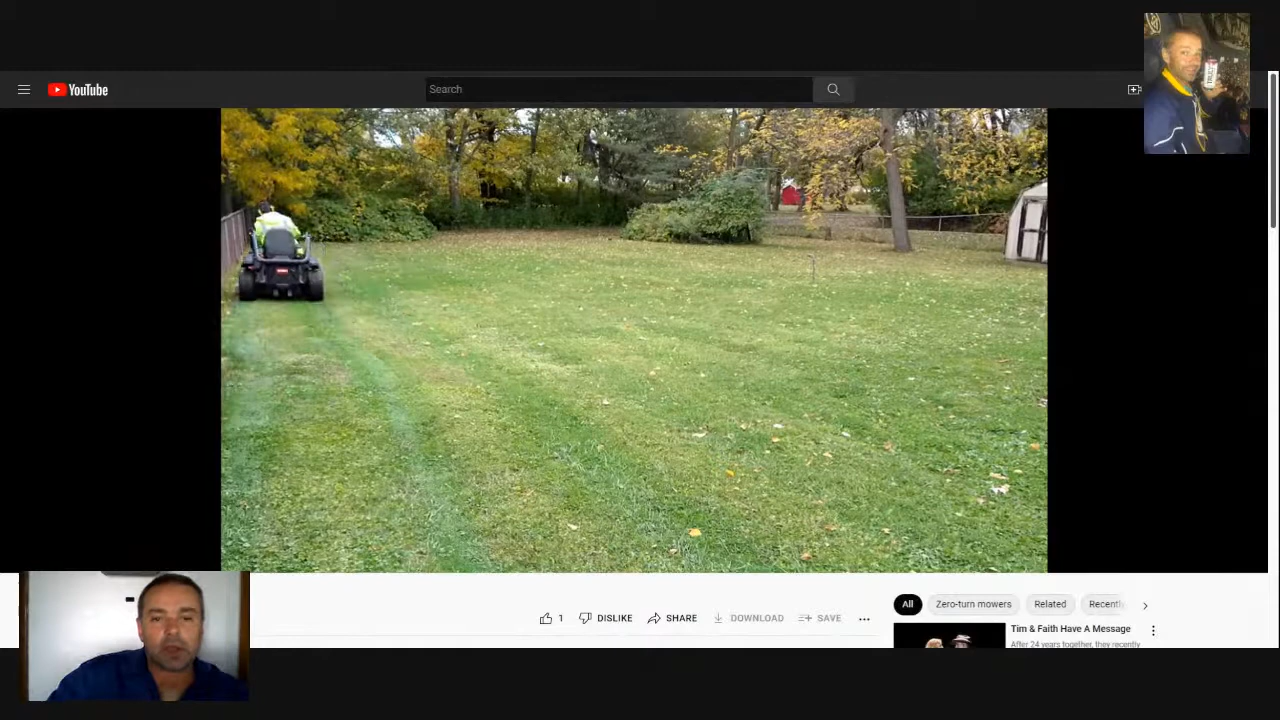 YouTube
Search
1
DISLIKE
SHARE
DOWNLOAD
SAVE
All
Zero-turn mowers
Related
Recently
Tim & Faith Have A Message
After 24 years together, they recently